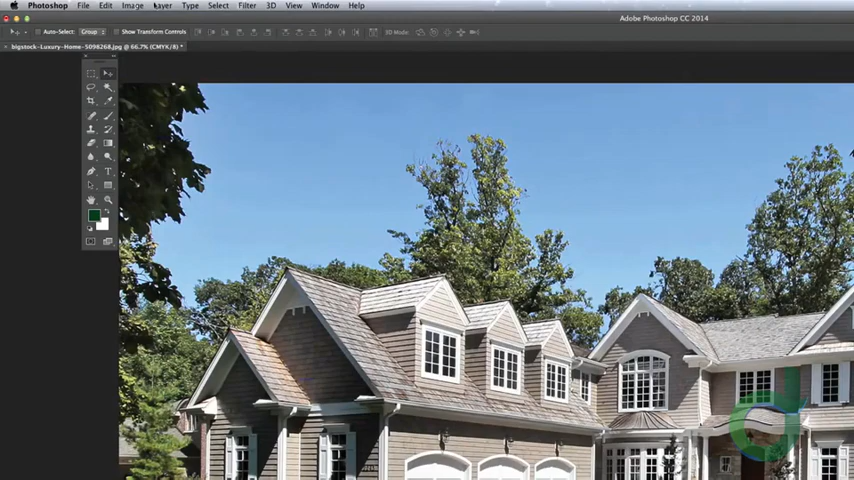 Photoshop File Edit Image Layer Type Select Filter 3D View Window Help
Adobe Photoshop CC 2014
Auto-Select: Group Show Transform Controls 3D Mode:
bigstock-Luxury-Home-5098268.jpg @ 66.7% (CMYK/8) *
T
d